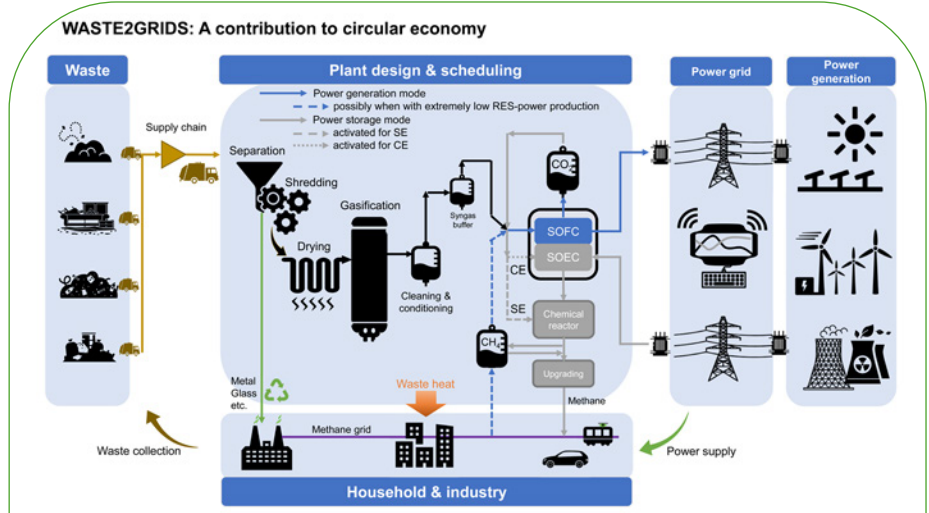 WASTE2GRIDS: A contribution to circular economy
Waste
Plant design & scheduling
Power grid
Power
generation
Supply chain
Power generation mode
possibly when with extremely low RES-power production
Power storage mode
activated for SE
activated for CE
Separation
Shredding
Gasification
Drying
Syngas
buffer
Cleaning &
conditioning
CO₂
SOFC
SOEC
CE
SE
Chemical
reactor
CH₄
Upgrading
Methane
Metal
Glass
etc.
Waste heat
Methane grid
Waste collection
Power supply
Household & industry